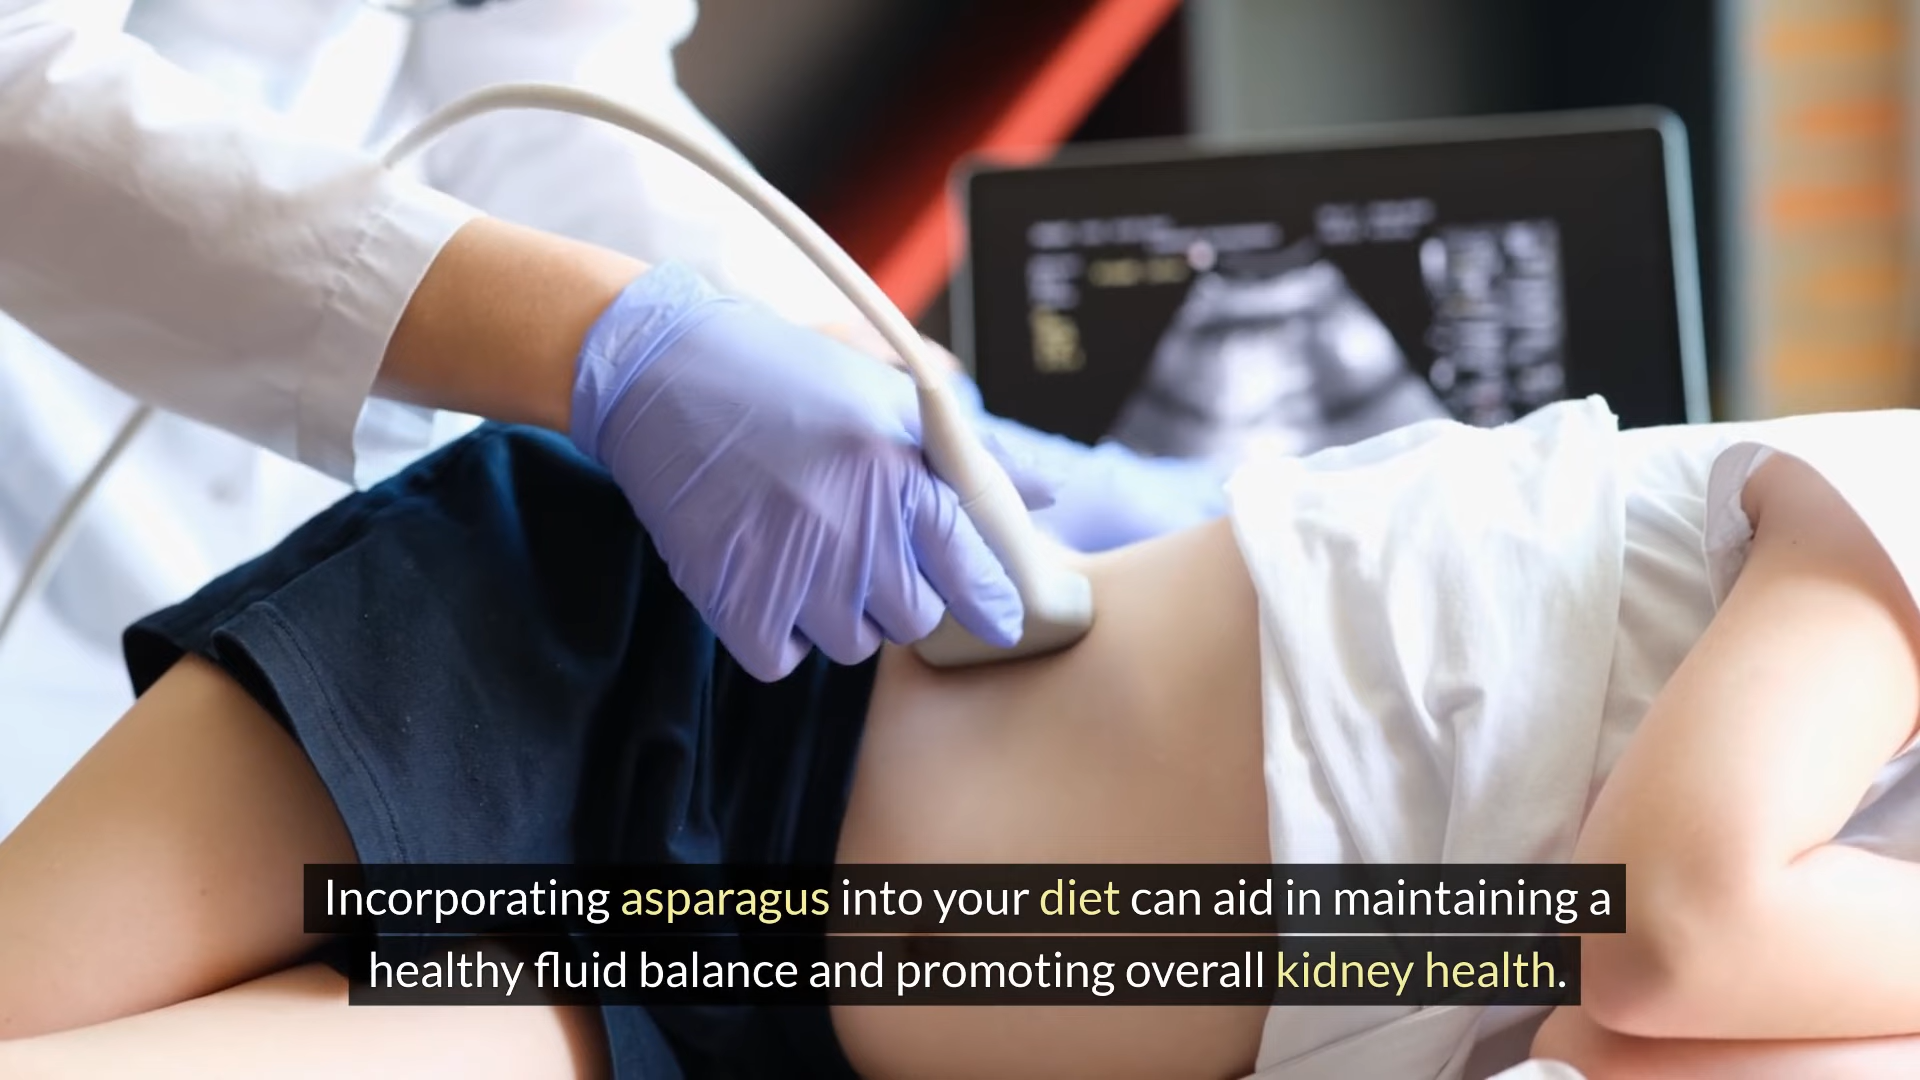 Incorporating asparagus into your diet can aid in maintaining a
healthy fluid balance and promoting overall kidney health.